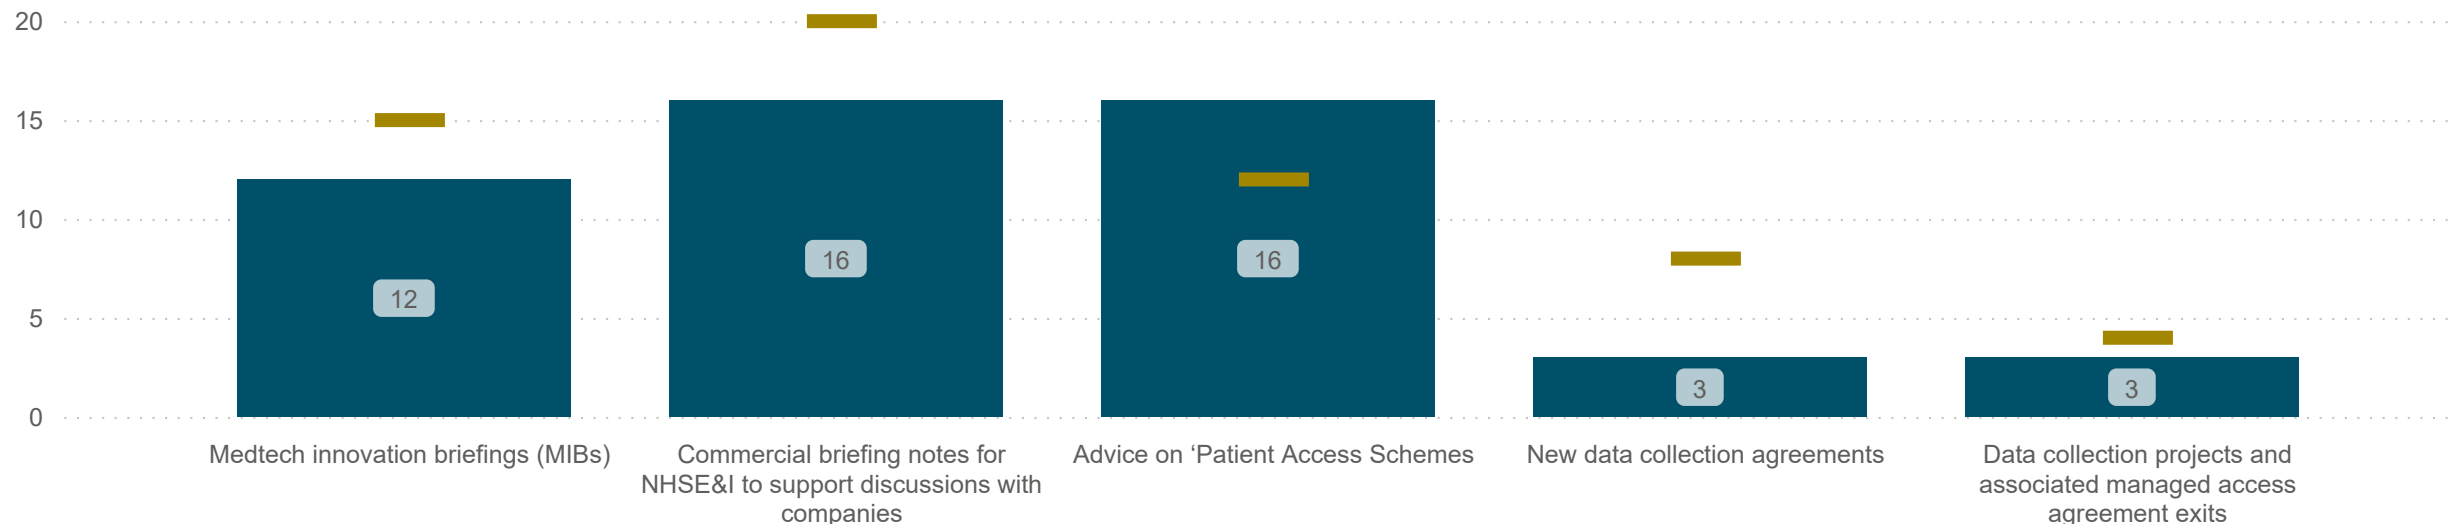 20
15
10
5
0
12
16
16
3
3
Medtech innovation briefings (MIBs)
Commercial briefing notes for
NHSE&I to support discussions with
companies
Advice on ‘Patient Access Schemes
New data collection agreements
Data collection projects and
associated managed access
agreement exits